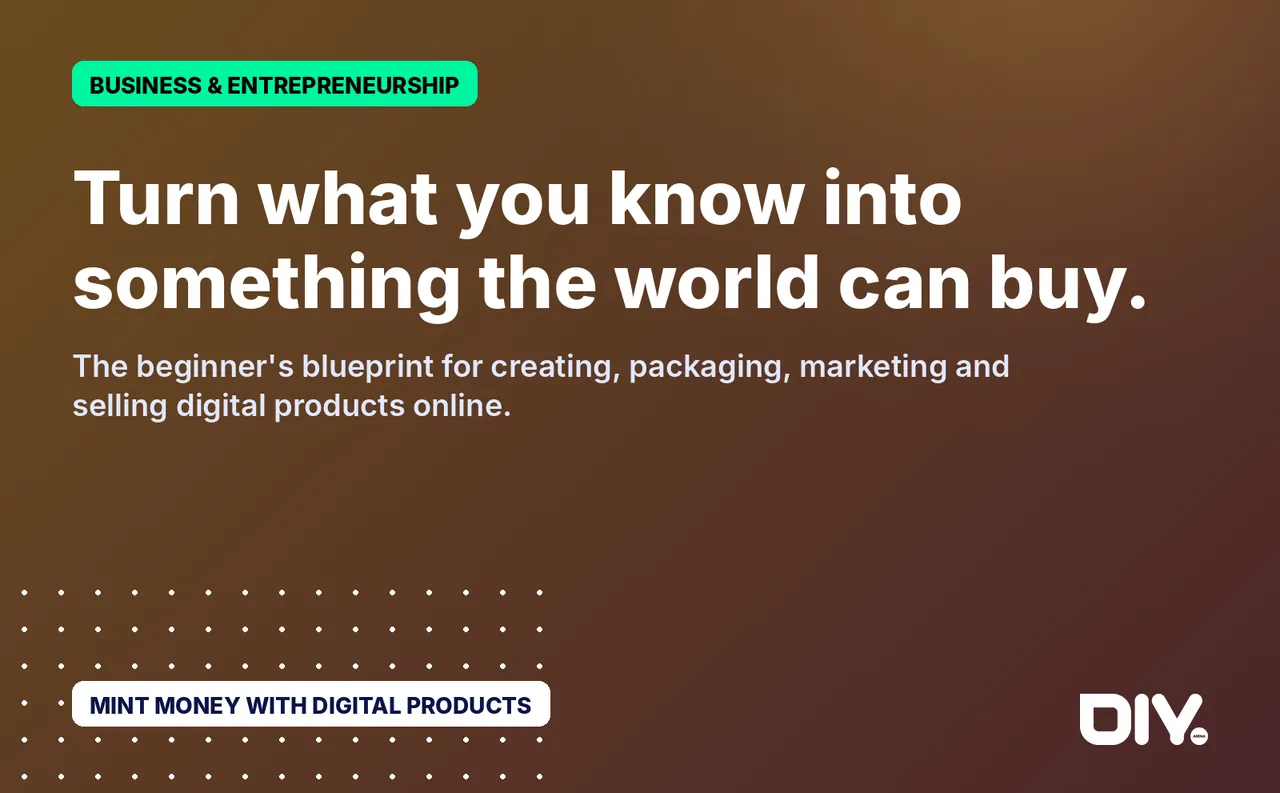 BUSINESS & ENTREPRENEURSHIP
Turn what you know into
something the world can buy.
The beginner's blueprint for creating, packaging, marketing and
selling digital products online.
MINT MONEY WITH DIGITAL PRODUCTS
DIY.